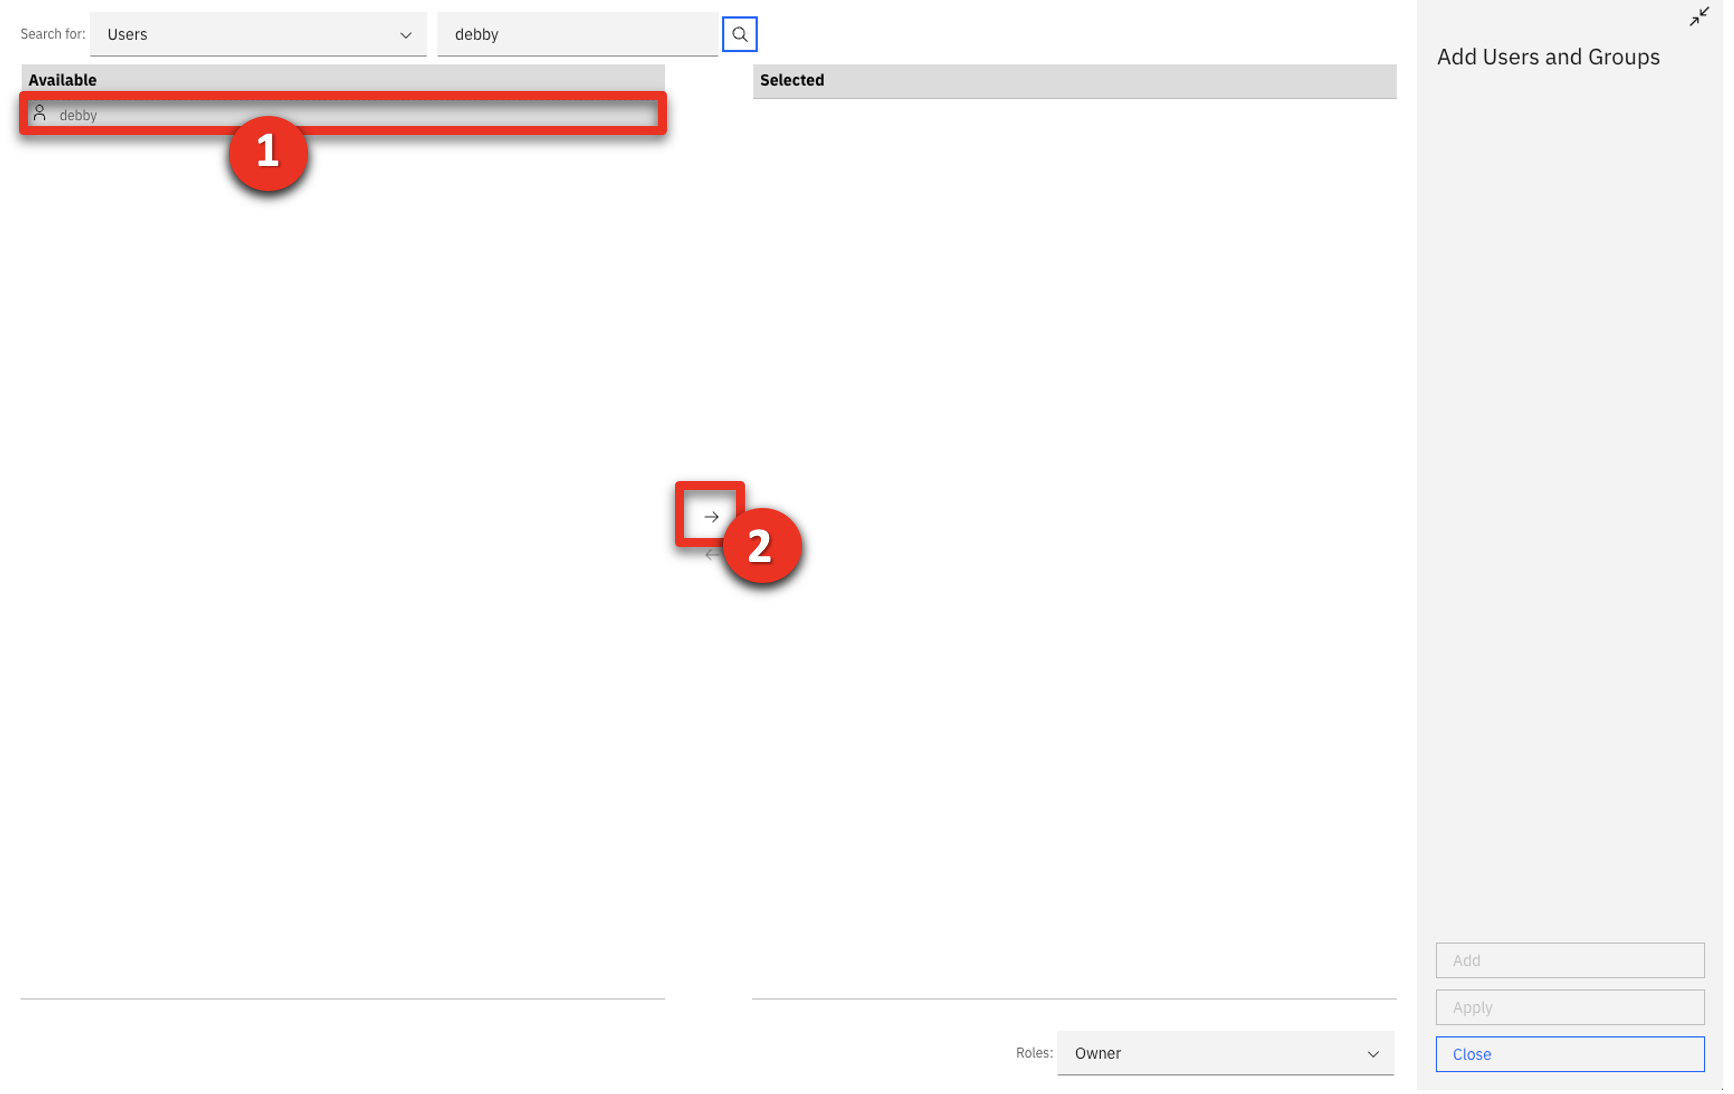 Search for: Users debby
Add Users and Groups
Available Selected
debby
1
2
Add
Apply
Roles: Owner
Close